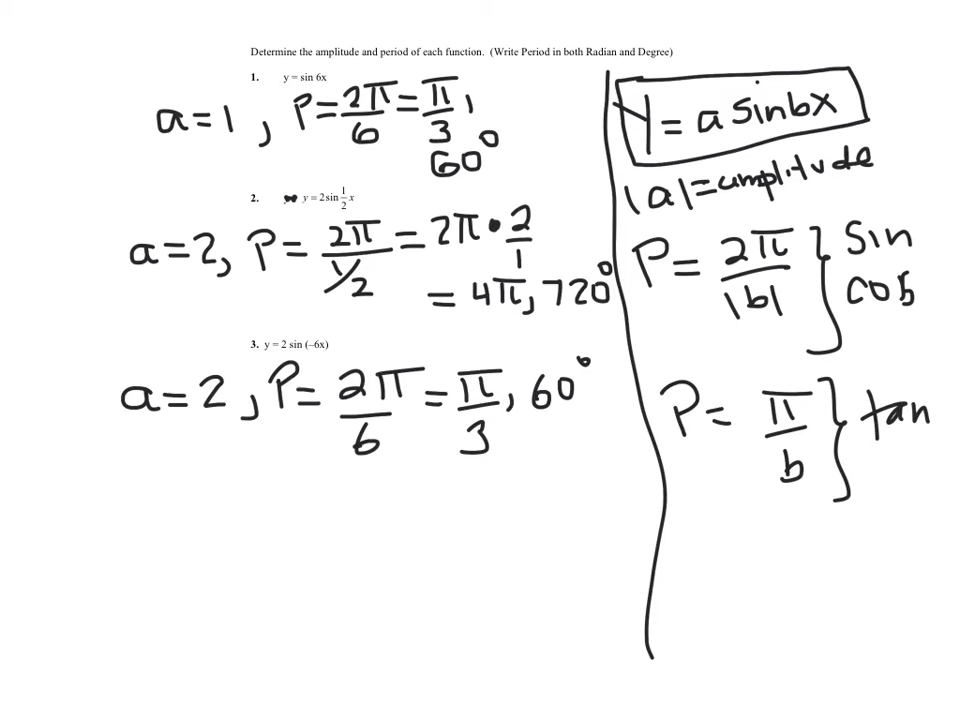 Determine the amplitude and period of each function. (Write Period in both Radian and Degree)
1. y = sin 6x
a = 1, P = 2π/6 = π/3,
60°
2. y = 2 sin 1/2 x
a = 2, P = 2π/(1/2) = 2π • 2/1
= 4π, 720°
3. y = 2 sin (–6x)
a = 2, P = 2π/6 = π/3, 60°
y = a sin bx
|a| = amplitude
P = 2π/|b| } sin
cos
P = π/b } tan